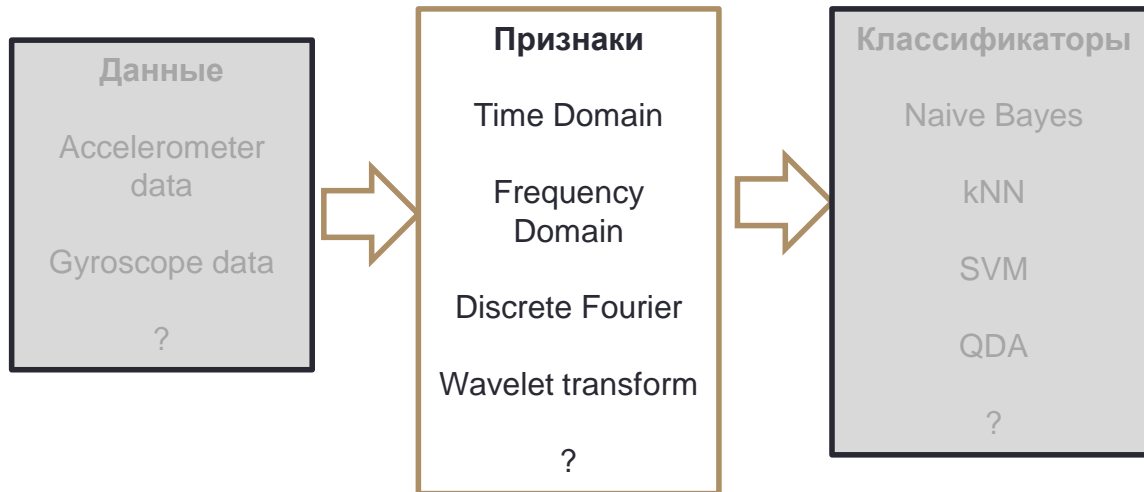 Данные
Accelerometer
data
Gyroscope data
?
Признаки
Time Domain
Frequency
Domain
Discrete Fourier
Wavelet transform
?
Классификаторы
Naive Bayes
kNN
SVM
QDA
?